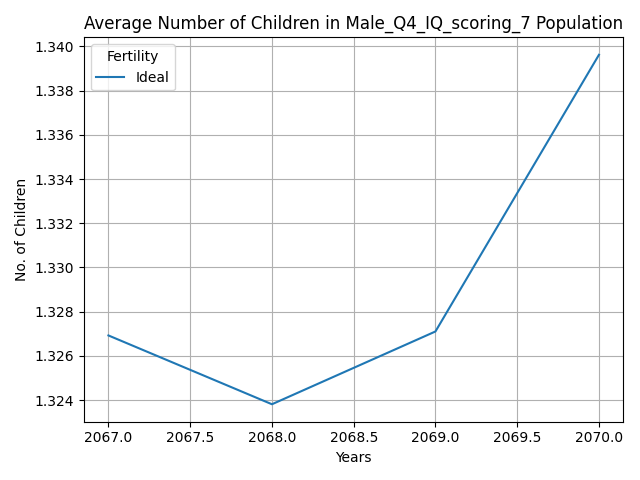 Average Number of Children in Male_Q4_IQ_scoring_7 Population
Fertility
Ideal
No. of Children
1.340
1.338
1.336
1.334
1.332
1.330
1.328
1.326
1.324
2067.0 2067.5 2068.0 2068.5 2069.0 2069.5 2070.0
Years